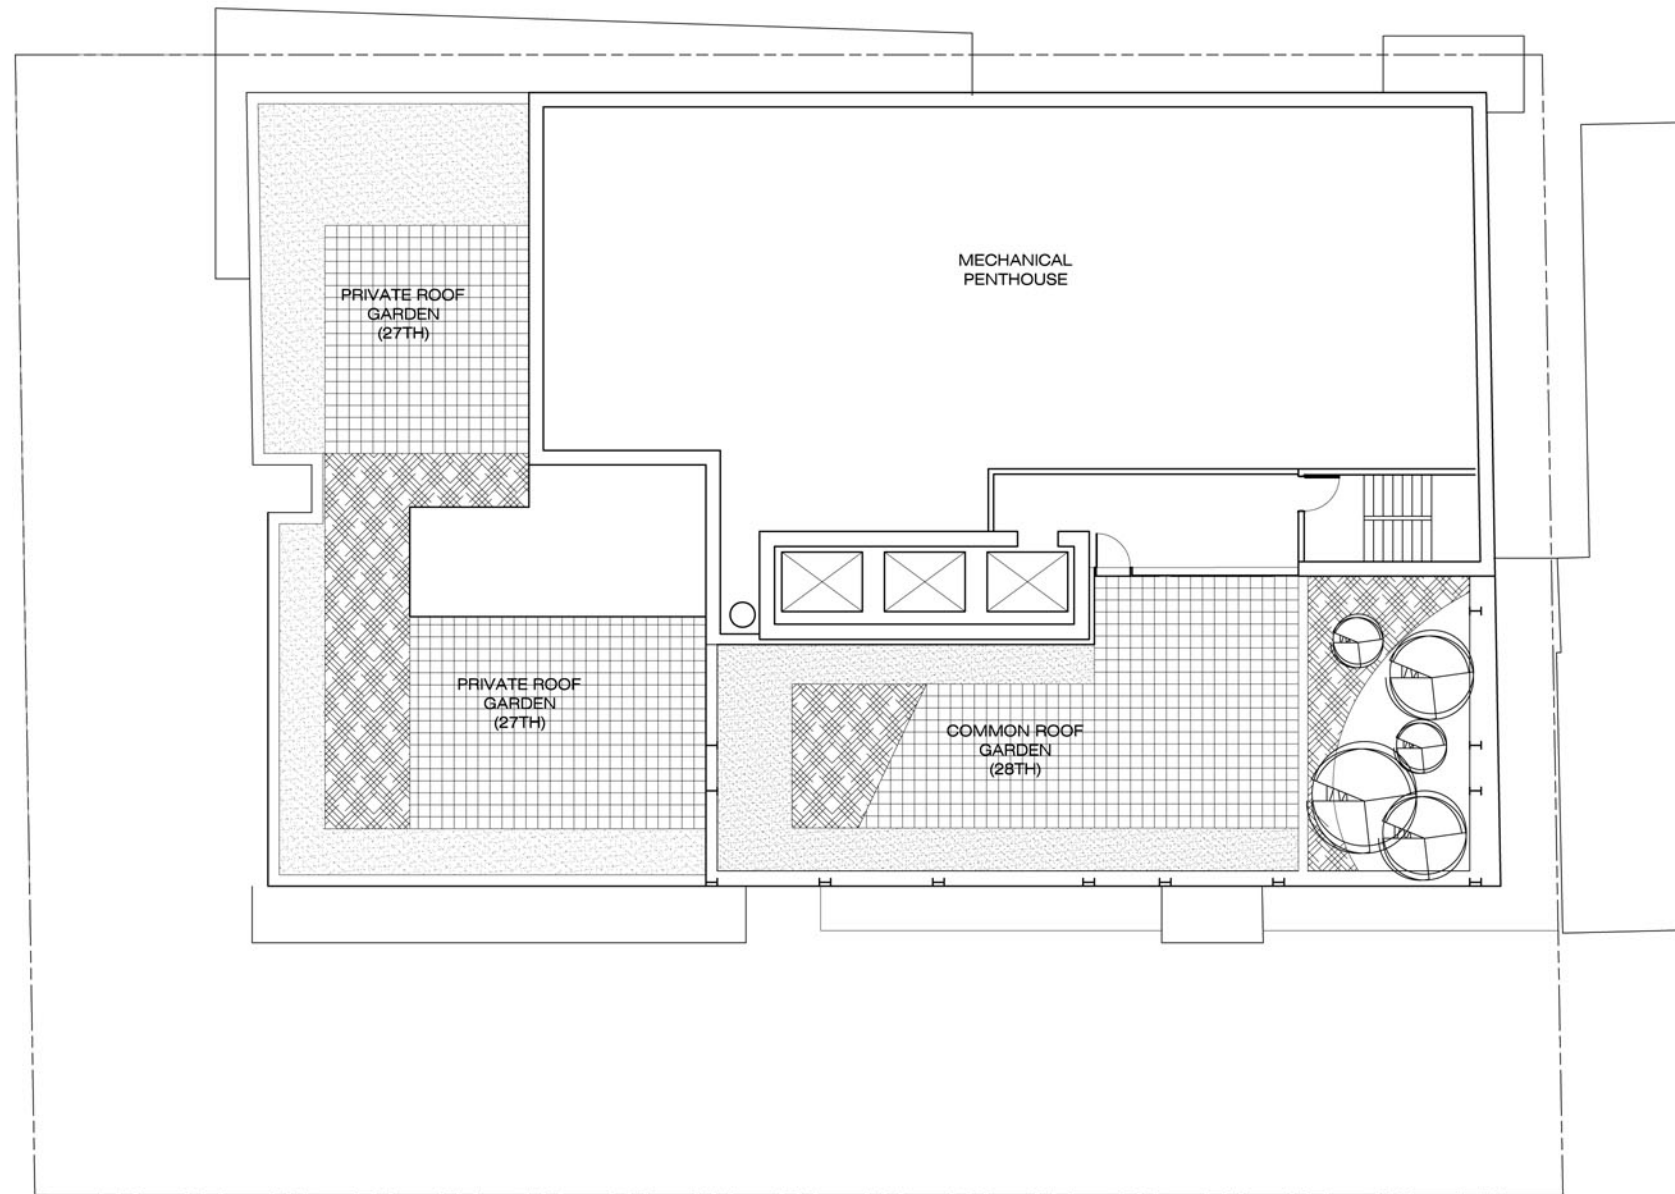 MECHANICAL
PENTHOUSE
PRIVATE ROOF
GARDEN
(27TH)
PRIVATE ROOF
GARDEN
(27TH)
COMMON ROOF
GARDEN
(28TH)